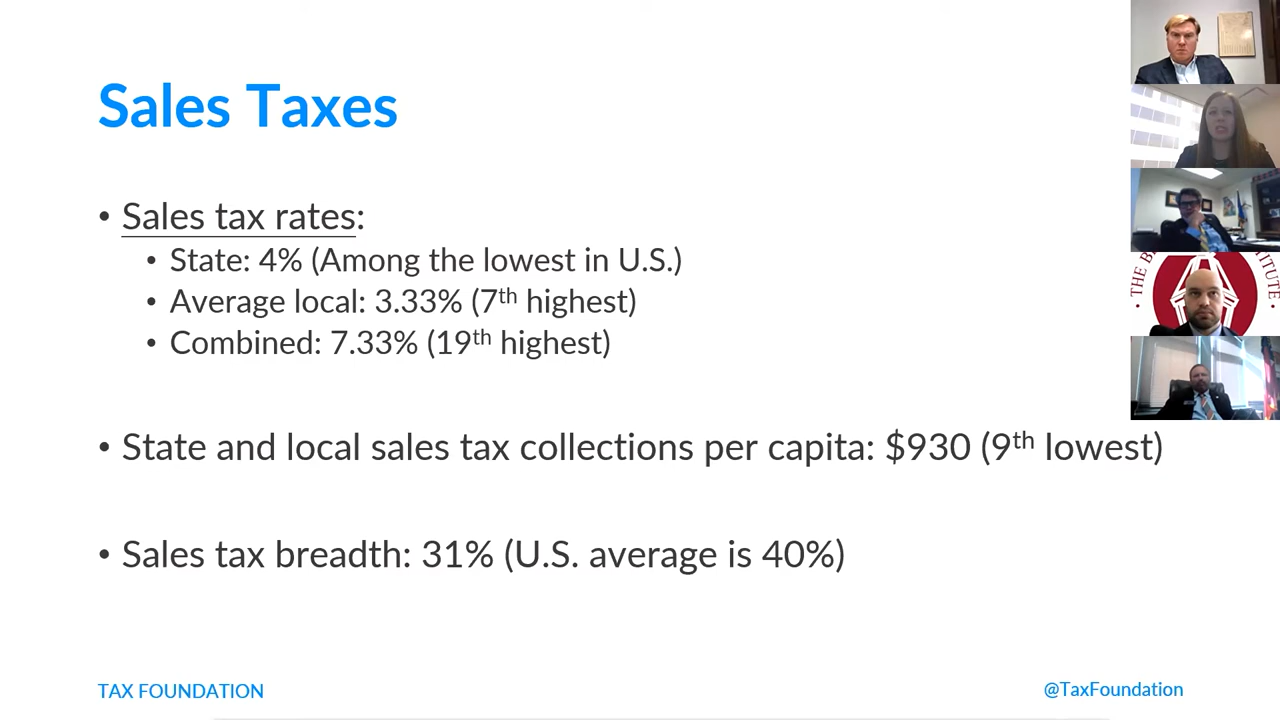 Sales Taxes
• Sales tax rates:
• State: 4% (Among the lowest in U.S.)
• Average local: 3.33% (7th highest)
• Combined: 7.33% (19th highest)
• State and local sales tax collections per capita: $930 (9th lowest)
• Sales tax breadth: 31% (U.S. average is 40%)
TAX FOUNDATION
@TaxFoundation
• THE B
ITUTE •